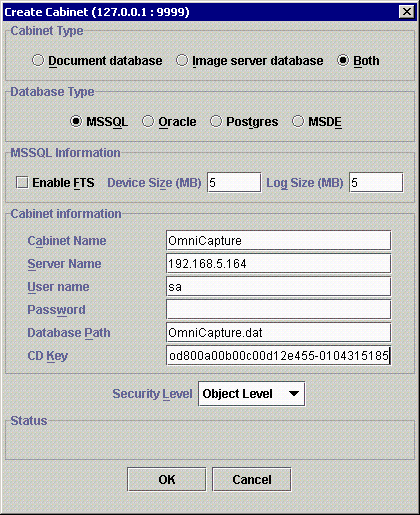 Create Cabinet (127.0.0.1 : 9999)
Cabinet Type
Document database Image server database Both
Database Type
MSSQL Oracle Postgres MSDE
MSSQL Information
Enable FTS Device Size (MB) 5 Log Size (MB) 5
Cabinet information
Cabinet Name OmniCapture
Server Name 192.168.5.164
User name sa
Password
Database Path OmniCapture.dat
CD Key od800a00b00c00d12e455-0104315185
Security Level Object Level
Status
OK Cancel